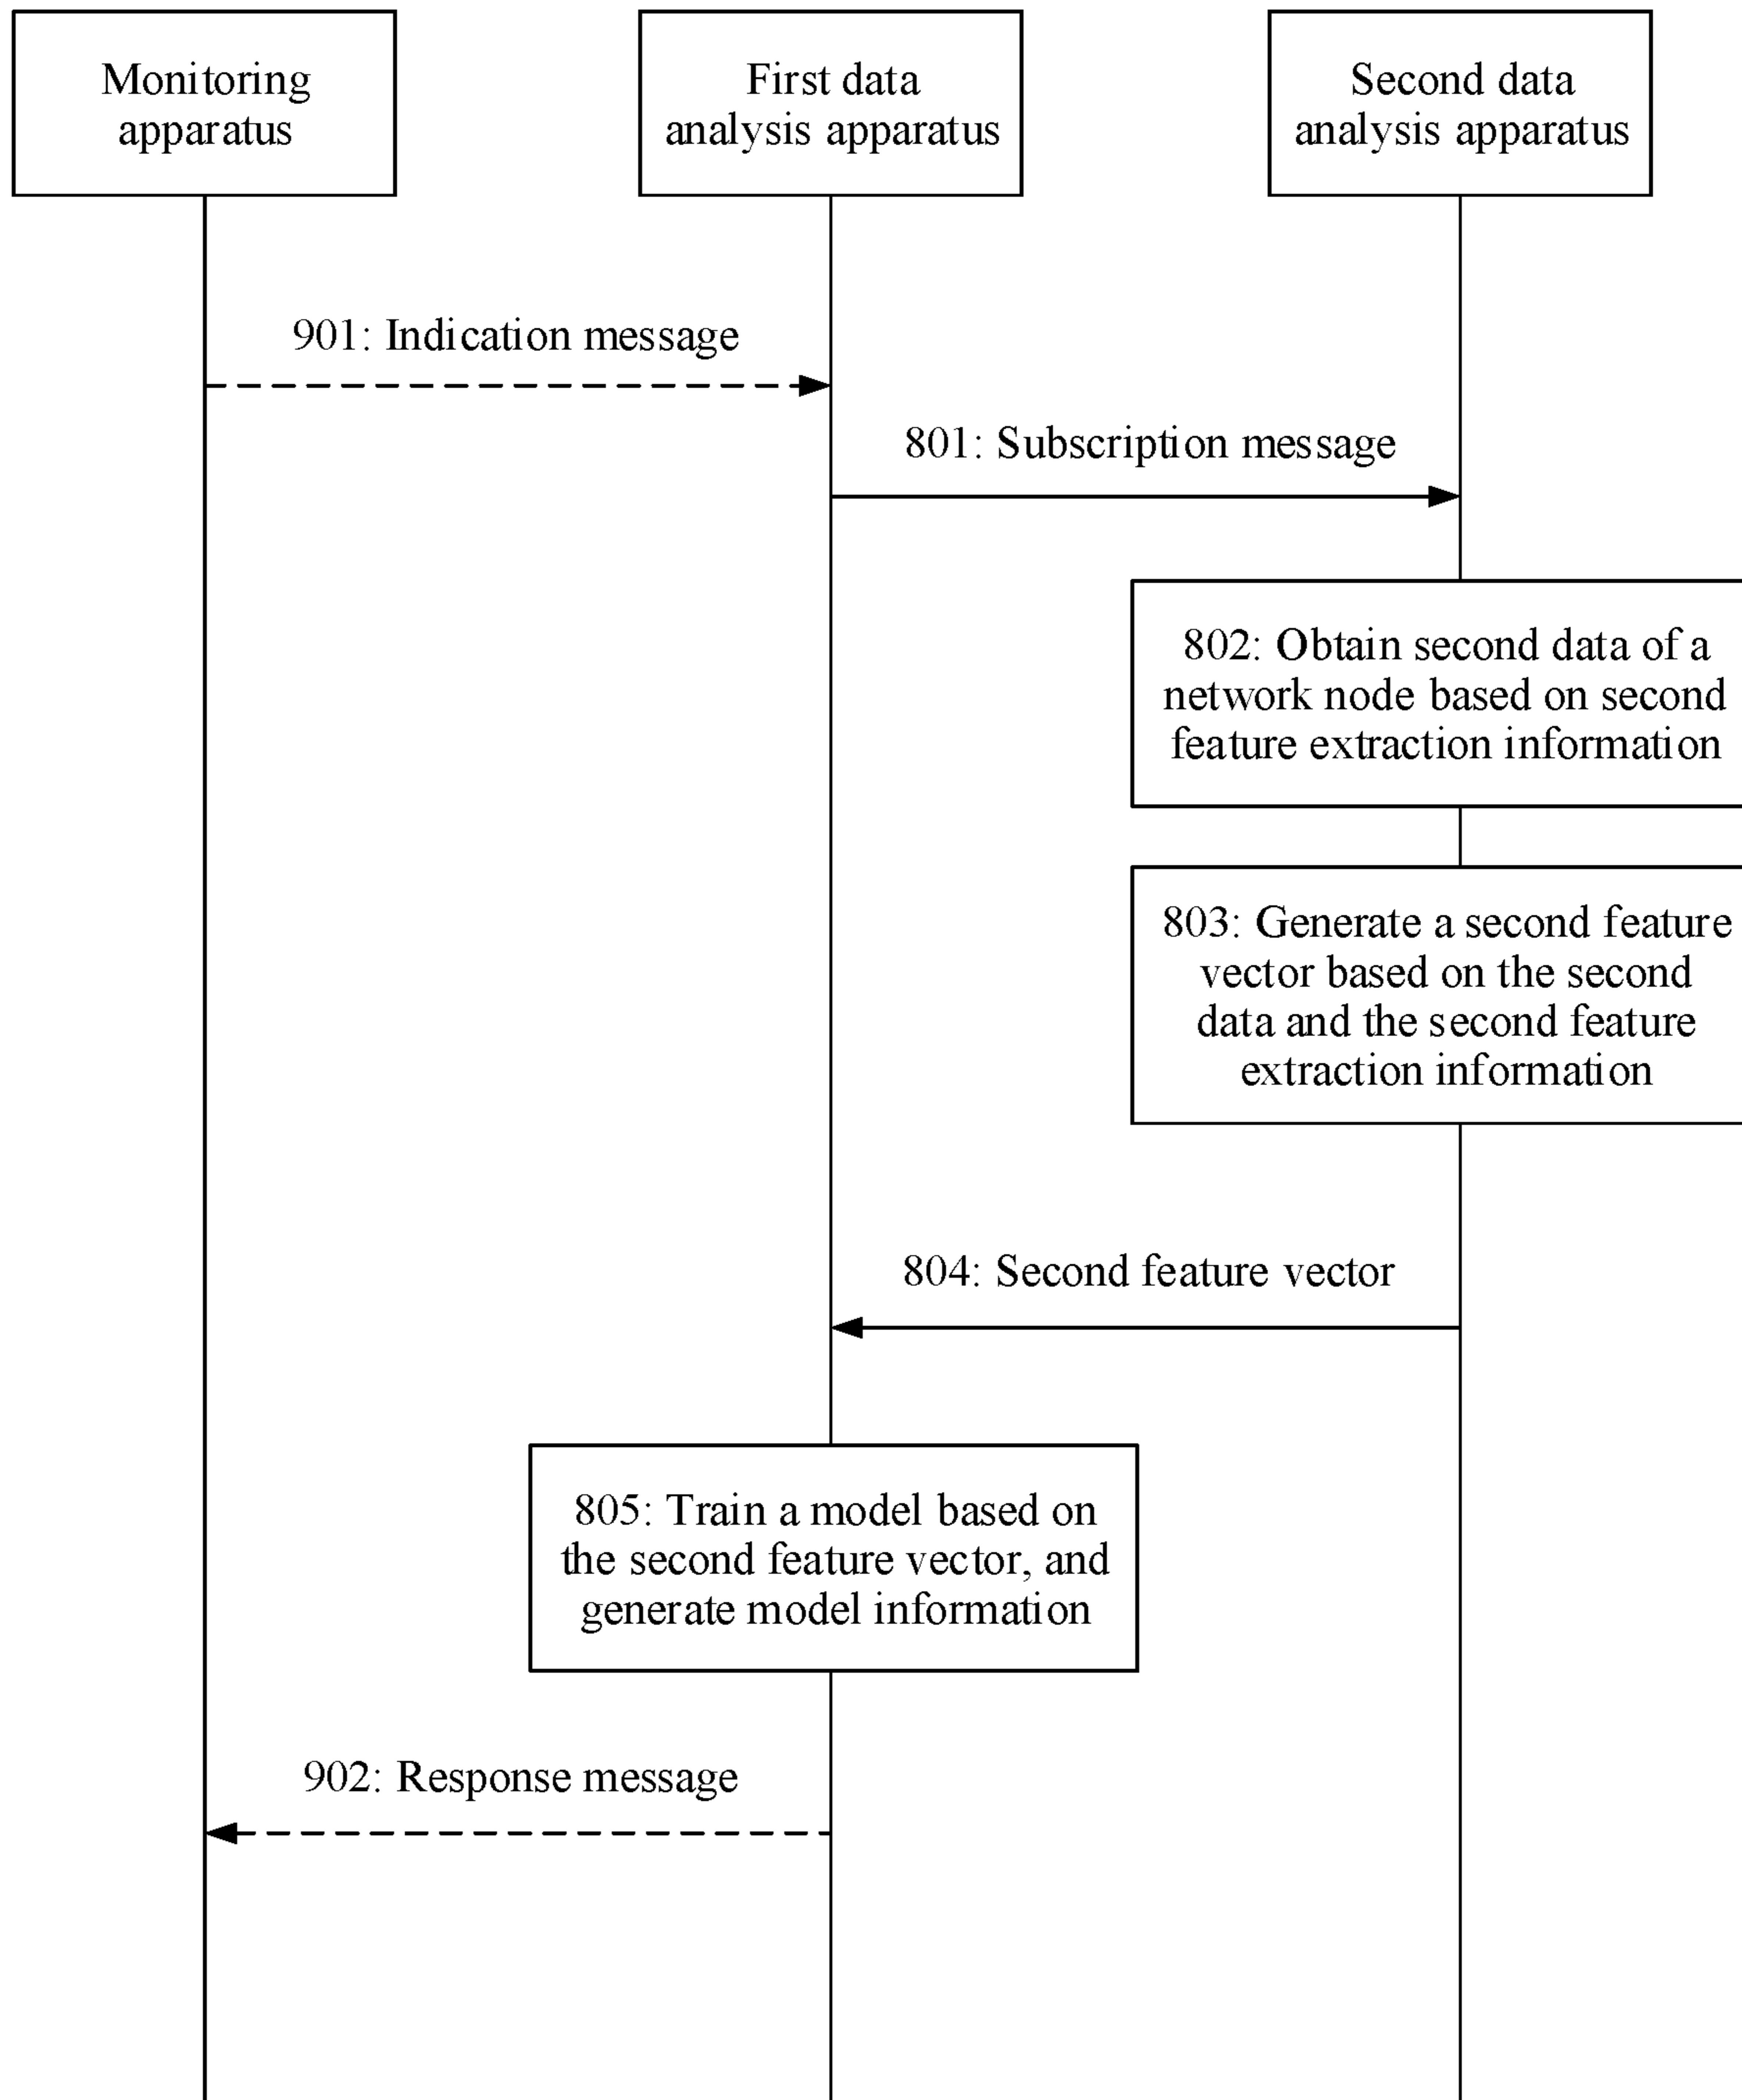 Monitoring
apparatus
First data
analysis apparatus
Second data
analysis apparatus
901: Indication message
801: Subscription message
802: Obtain second data of a
network node based on second
feature extraction information
803: Generate a second feature
vector based on the second
data and the second feature
extraction information
804: Second feature vector
805: Train a model based on
the second feature vector, and
generate model information
902: Response message